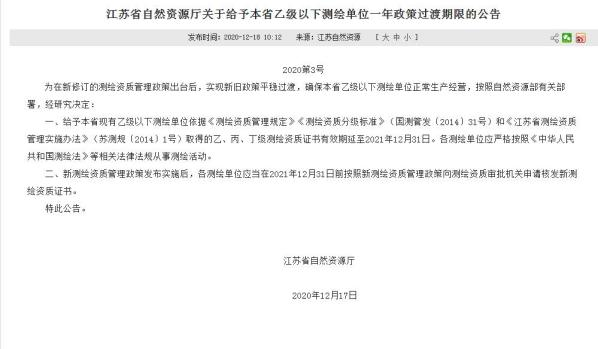 江苏省自然资源厅关于给予本省乙级以下测绘单位一年政策过渡期限的公告
发布时间：2020-12-18 10:12 来源：江苏自然资源 [ 大 中 小 ]
2020第3号
为在新修订的测绘资质管理政策出台后，实现新旧政策平稳过渡，确保本省乙级以下测绘单位正常生产经营，按照自然资源部有关部
署，经研究决定：
一、给予本省现有乙级以下测绘单位依据《测绘资质管理规定》《测绘资质分级标准》（国测管发〔2014〕31号）和《江苏省测绘资质
管理实施办法》（苏测规〔2014〕1号）取得的乙、丙、丁级测绘资质证书有效期延至2021年12月31日。各测绘单位应严格按照《中华人民
共和国测绘法》等相关法律法规从事测绘活动。
二、新测绘资质管理政策发布实施后，各测绘单位应当在2021年12月31日前按照新测绘资质管理政策向测绘资质审批机关申请核发新测
绘资质证书。
特此公告。
江苏省自然资源厅
2020年12月17日